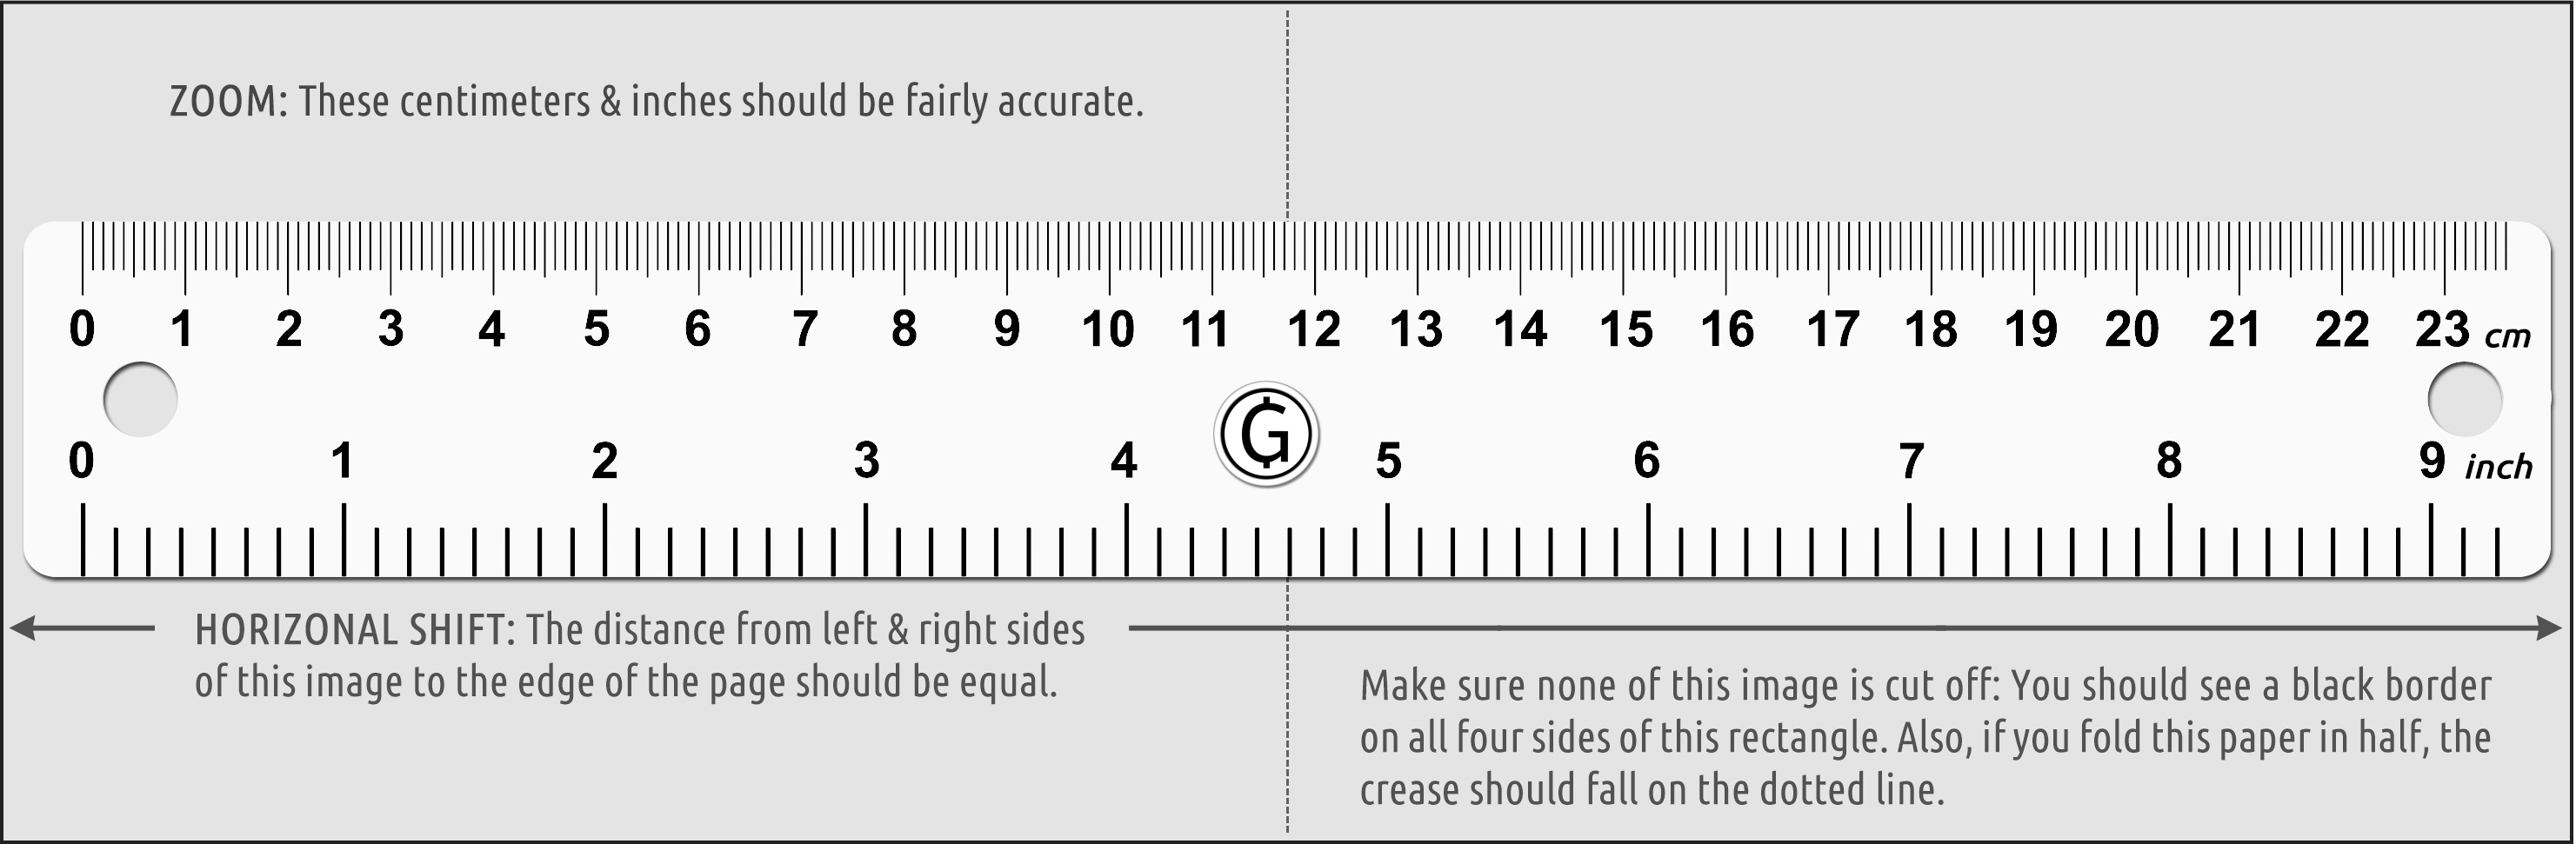 ZOOM: These centimeters & inches should be fairly accurate.
0 1 2 3 4 5 6 7 8 9 10 11 12 13 14 15 16 17 18 19 20 21 22 23 cm
₲
0 1 2 3 4 5 6 7 8 9 inch
HORIZONAL SHIFT: The distance from left & right sides
of this image to the edge of the page should be equal.
Make sure none of this image is cut off: You should see a black border
on all four sides of this rectangle. Also, if you fold this paper in half, the
crease should fall on the dotted line.